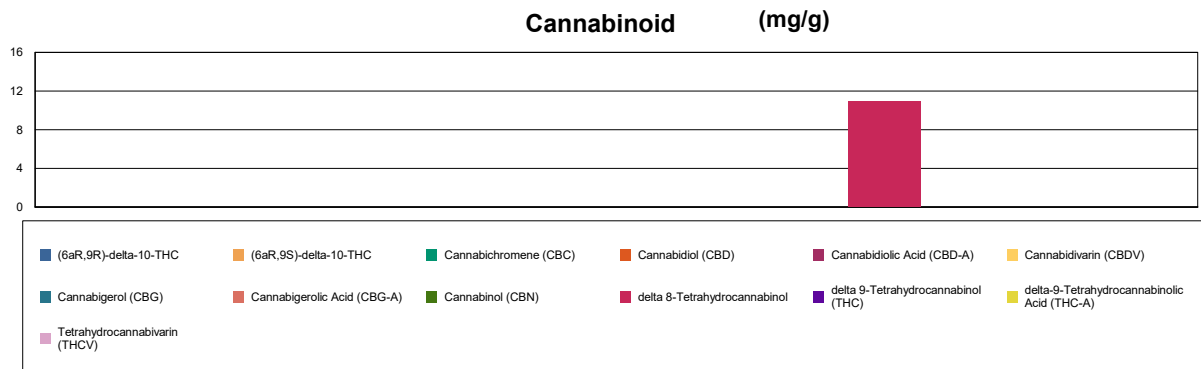 Cannabinoid (mg/g)
16
12
8
4
0
(6aR,9R)-delta-10-THC
(6aR,9S)-delta-10-THC
Cannabichromene (CBC)
Cannabidiol (CBD)
Cannabidiolic Acid (CBD-A)
Cannabidivarin (CBDV)
Cannabigerol (CBG)
Cannabigerolic Acid (CBG-A)
Cannabinol (CBN)
delta 8-Tetrahydrocannabinol
delta 9-Tetrahydrocannabinol
(THC)
delta-9-Tetrahydrocannabinolic
Acid (THC-A)
Tetrahydrocannabivarin
(THCV)